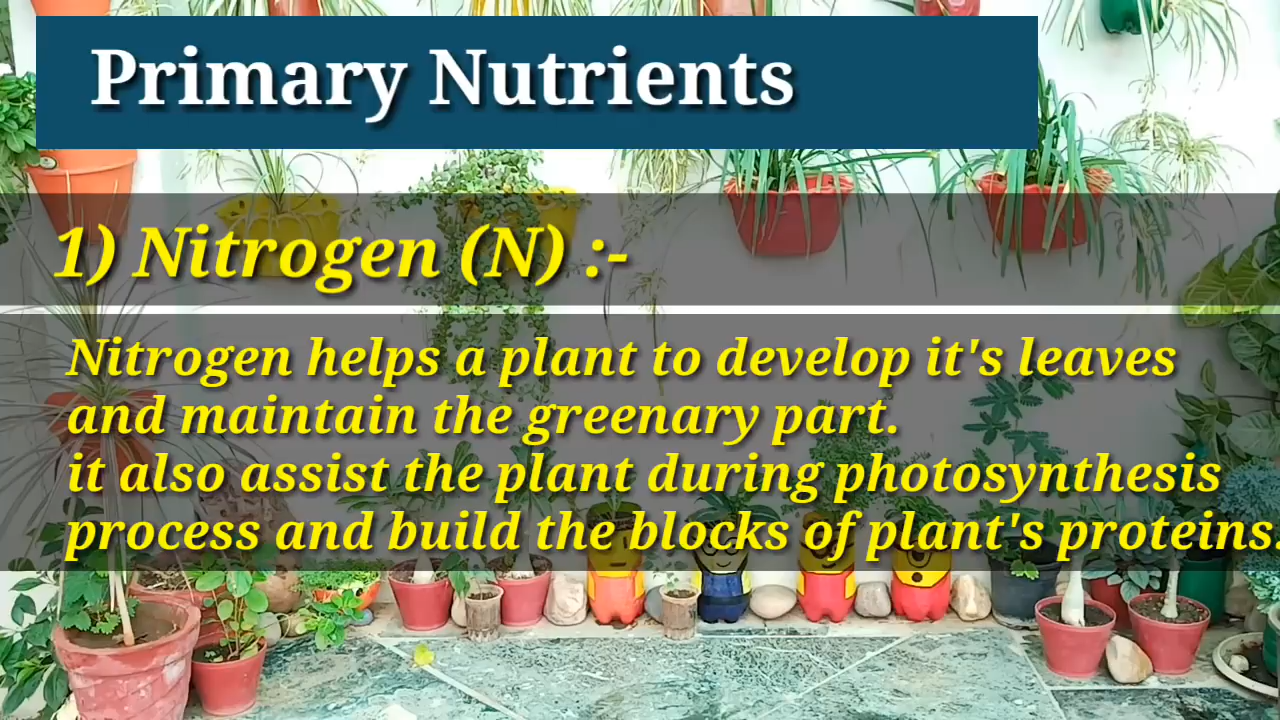 Primary Nutrients
1) Nitrogen (N) :-
Nitrogen helps a plant to develop it's leaves
and maintain the greenary part.
it also assist the plant during photosynthesis
process and build the blocks of plant's proteins.